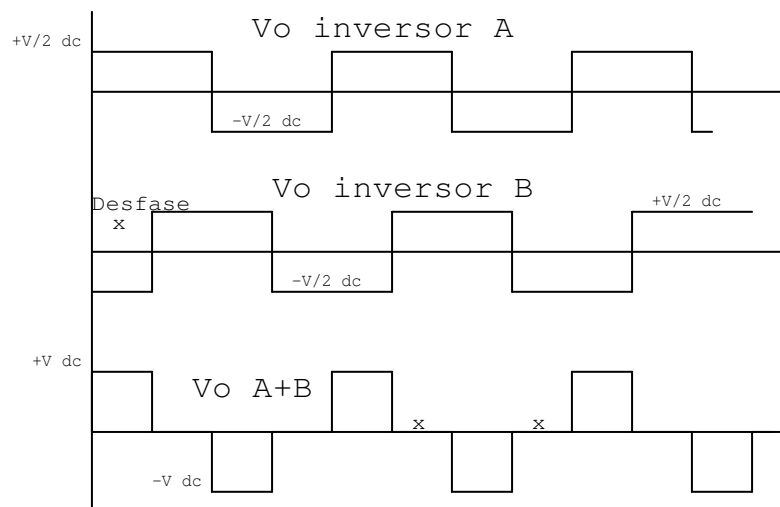 Vo inversor A
+V/2 dc
-V/2 dc
Vo inversor B
Desfase
x
+V/2 dc
-V/2 dc
+V dc
Vo A+B
x x
-V dc